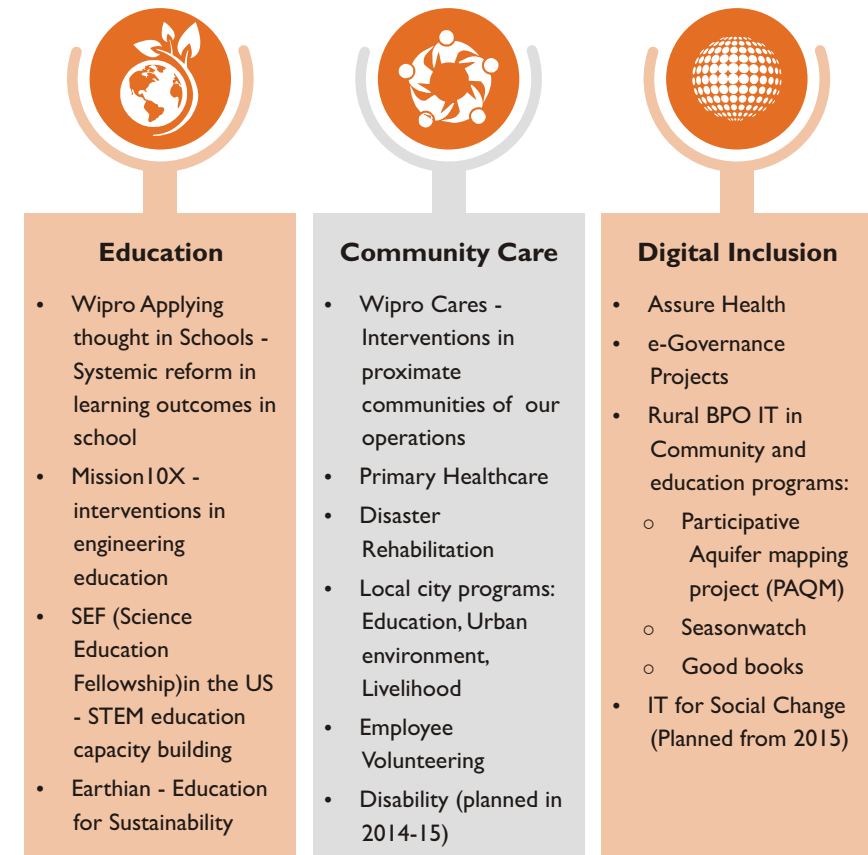 Education
• Wipro Applying
thought in Schools -
Systemic reform in
learning outcomes in
school
• Mission10X -
interventions in
engineering
education
• SEF (Science
Education
Fellowship)in the US
- STEM education
capacity building
• Earthian - Education
for Sustainability
Community Care
• Wipro Cares -
Interventions in
proximate
communities of our
operations
• Primary Healthcare
• Disaster
Rehabilitation
• Local city programs:
Education, Urban
environment,
Livelihood
• Employee
Volunteering
• Disability (planned in
2014-15)
Digital Inclusion
• Assure Health
• e-Governance
Projects
• Rural BPO IT in
Community and
education programs:
o Participative
Aquifer mapping
project (PAQM)
o Seasonwatch
o Good books
• IT for Social Change
(Planned from 2015)